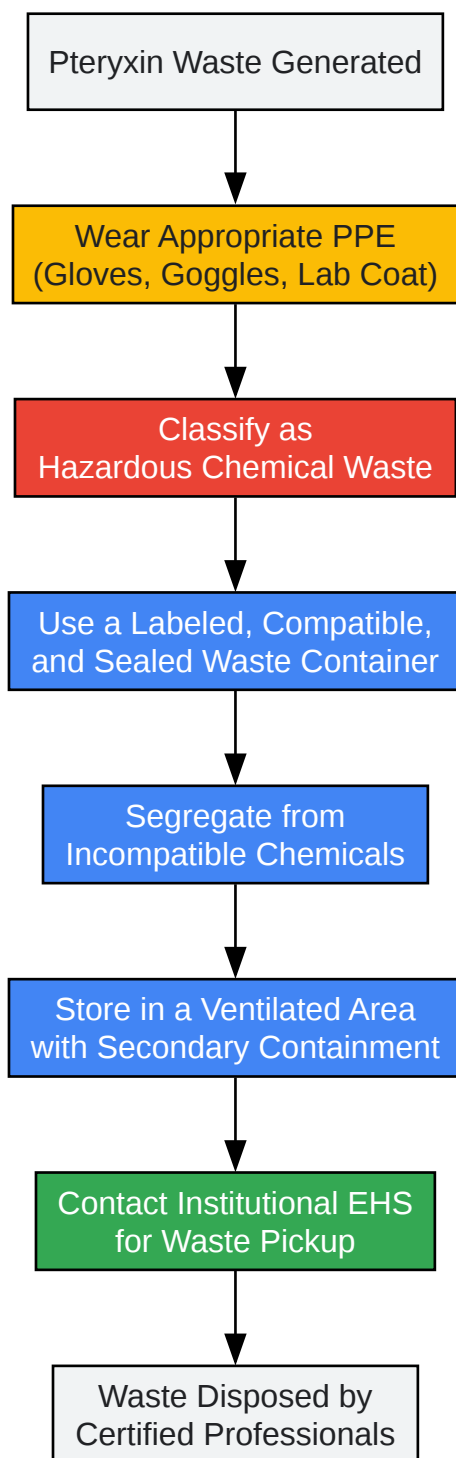 Pteryxin Waste Generated
Wear Appropriate PPE
(Gloves, Goggles, Lab Coat)
Classify as
Hazardous Chemical Waste
Use a Labeled, Compatible,
and Sealed Waste Container
Segregate from
Incompatible Chemicals
Store in a Ventilated Area
with Secondary Containment
Contact Institutional EHS
for Waste Pickup
Waste Disposed by
Certified Professionals